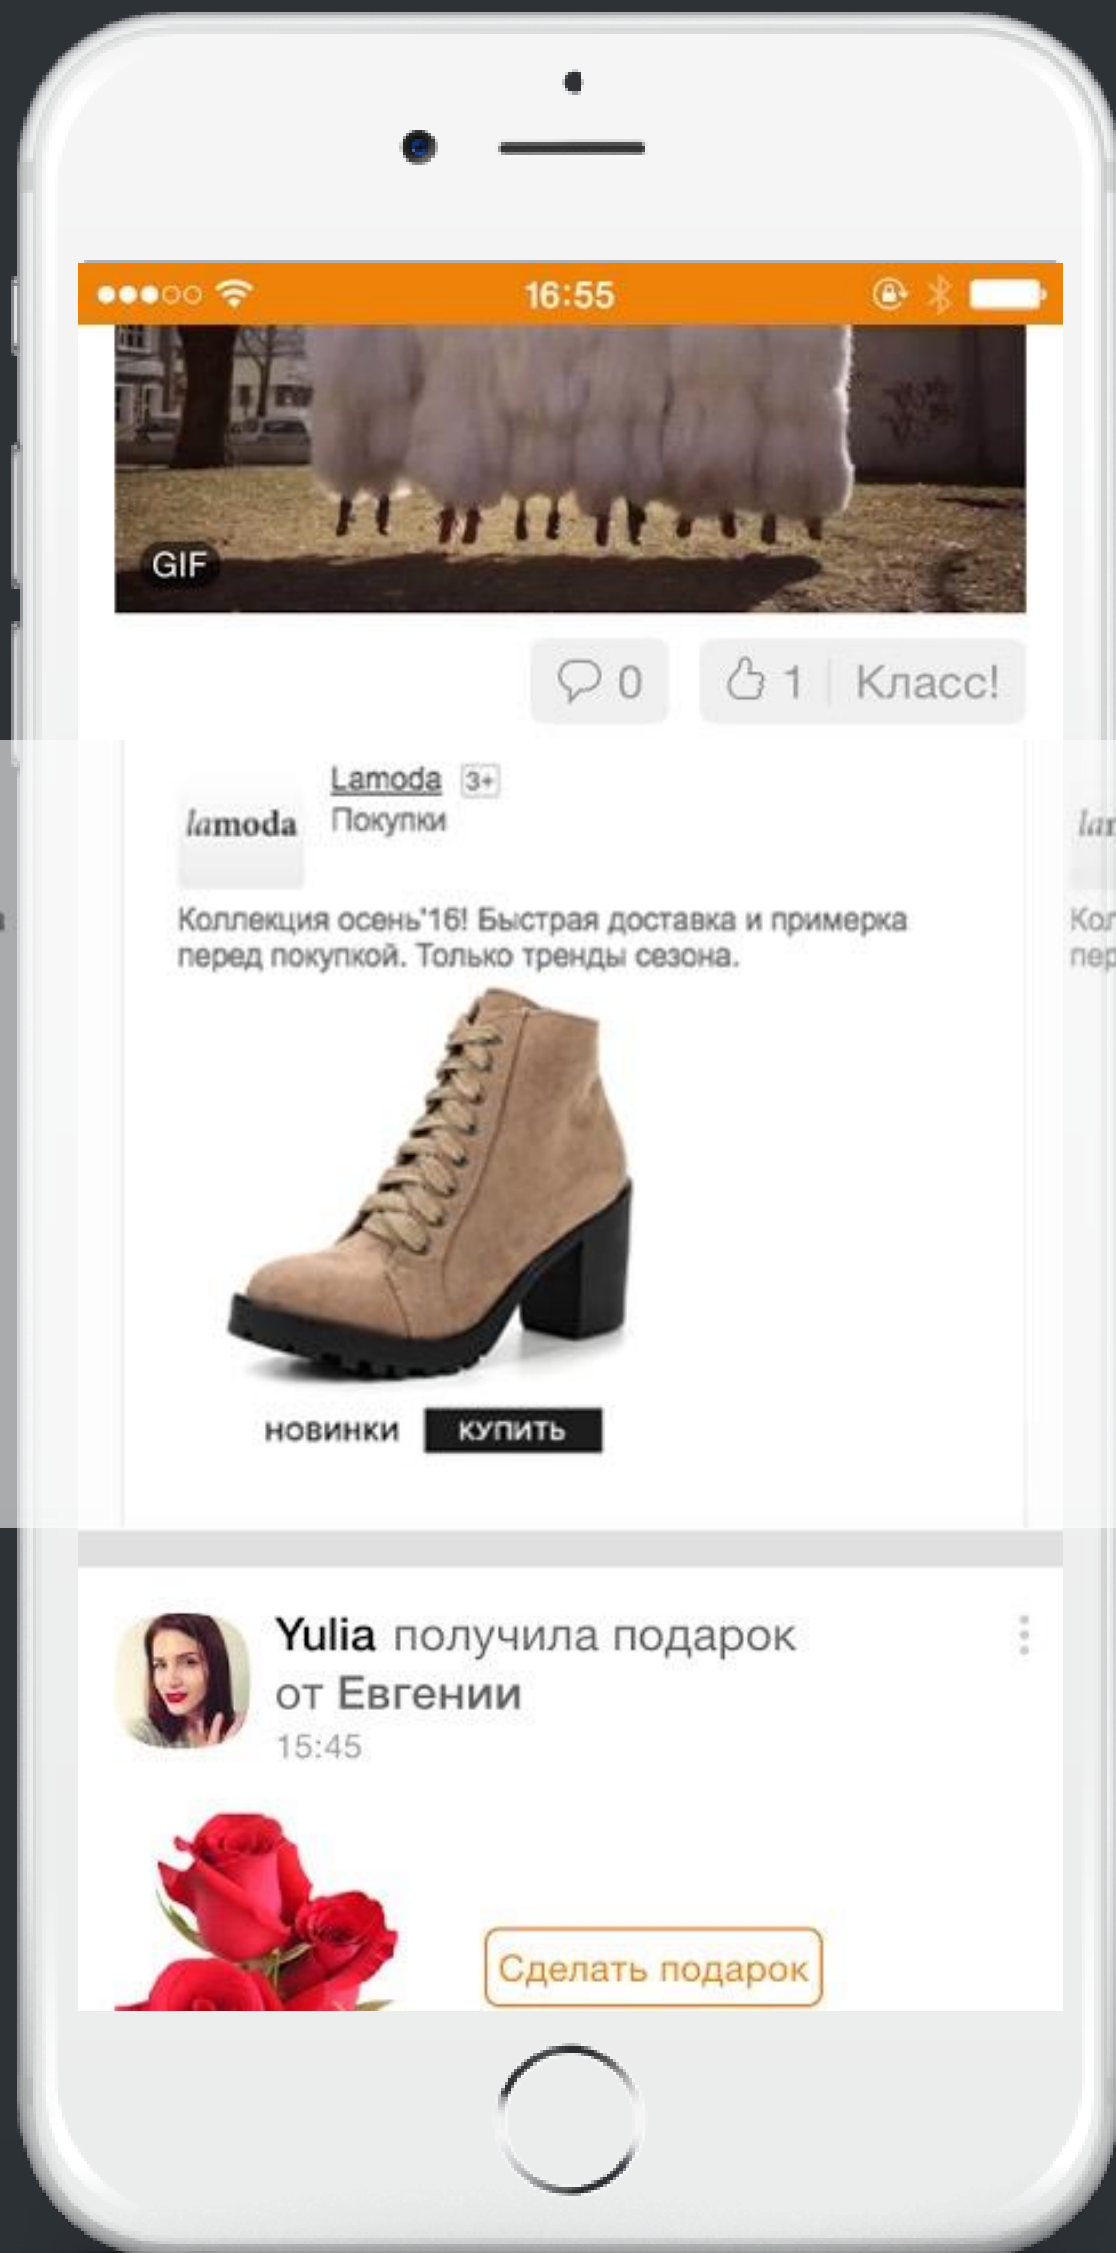 16:55
GIF
0
1 Класс!
Lamoda 3+
lamoda Покупки
Коллекция осень'16! Быстрая доставка и примерка
перед покупкой. Только тренды сезона.
НОВИНКИ КУПИТЬ
Yulia получила подарок
от Евгении
15:45
Сделать подарок